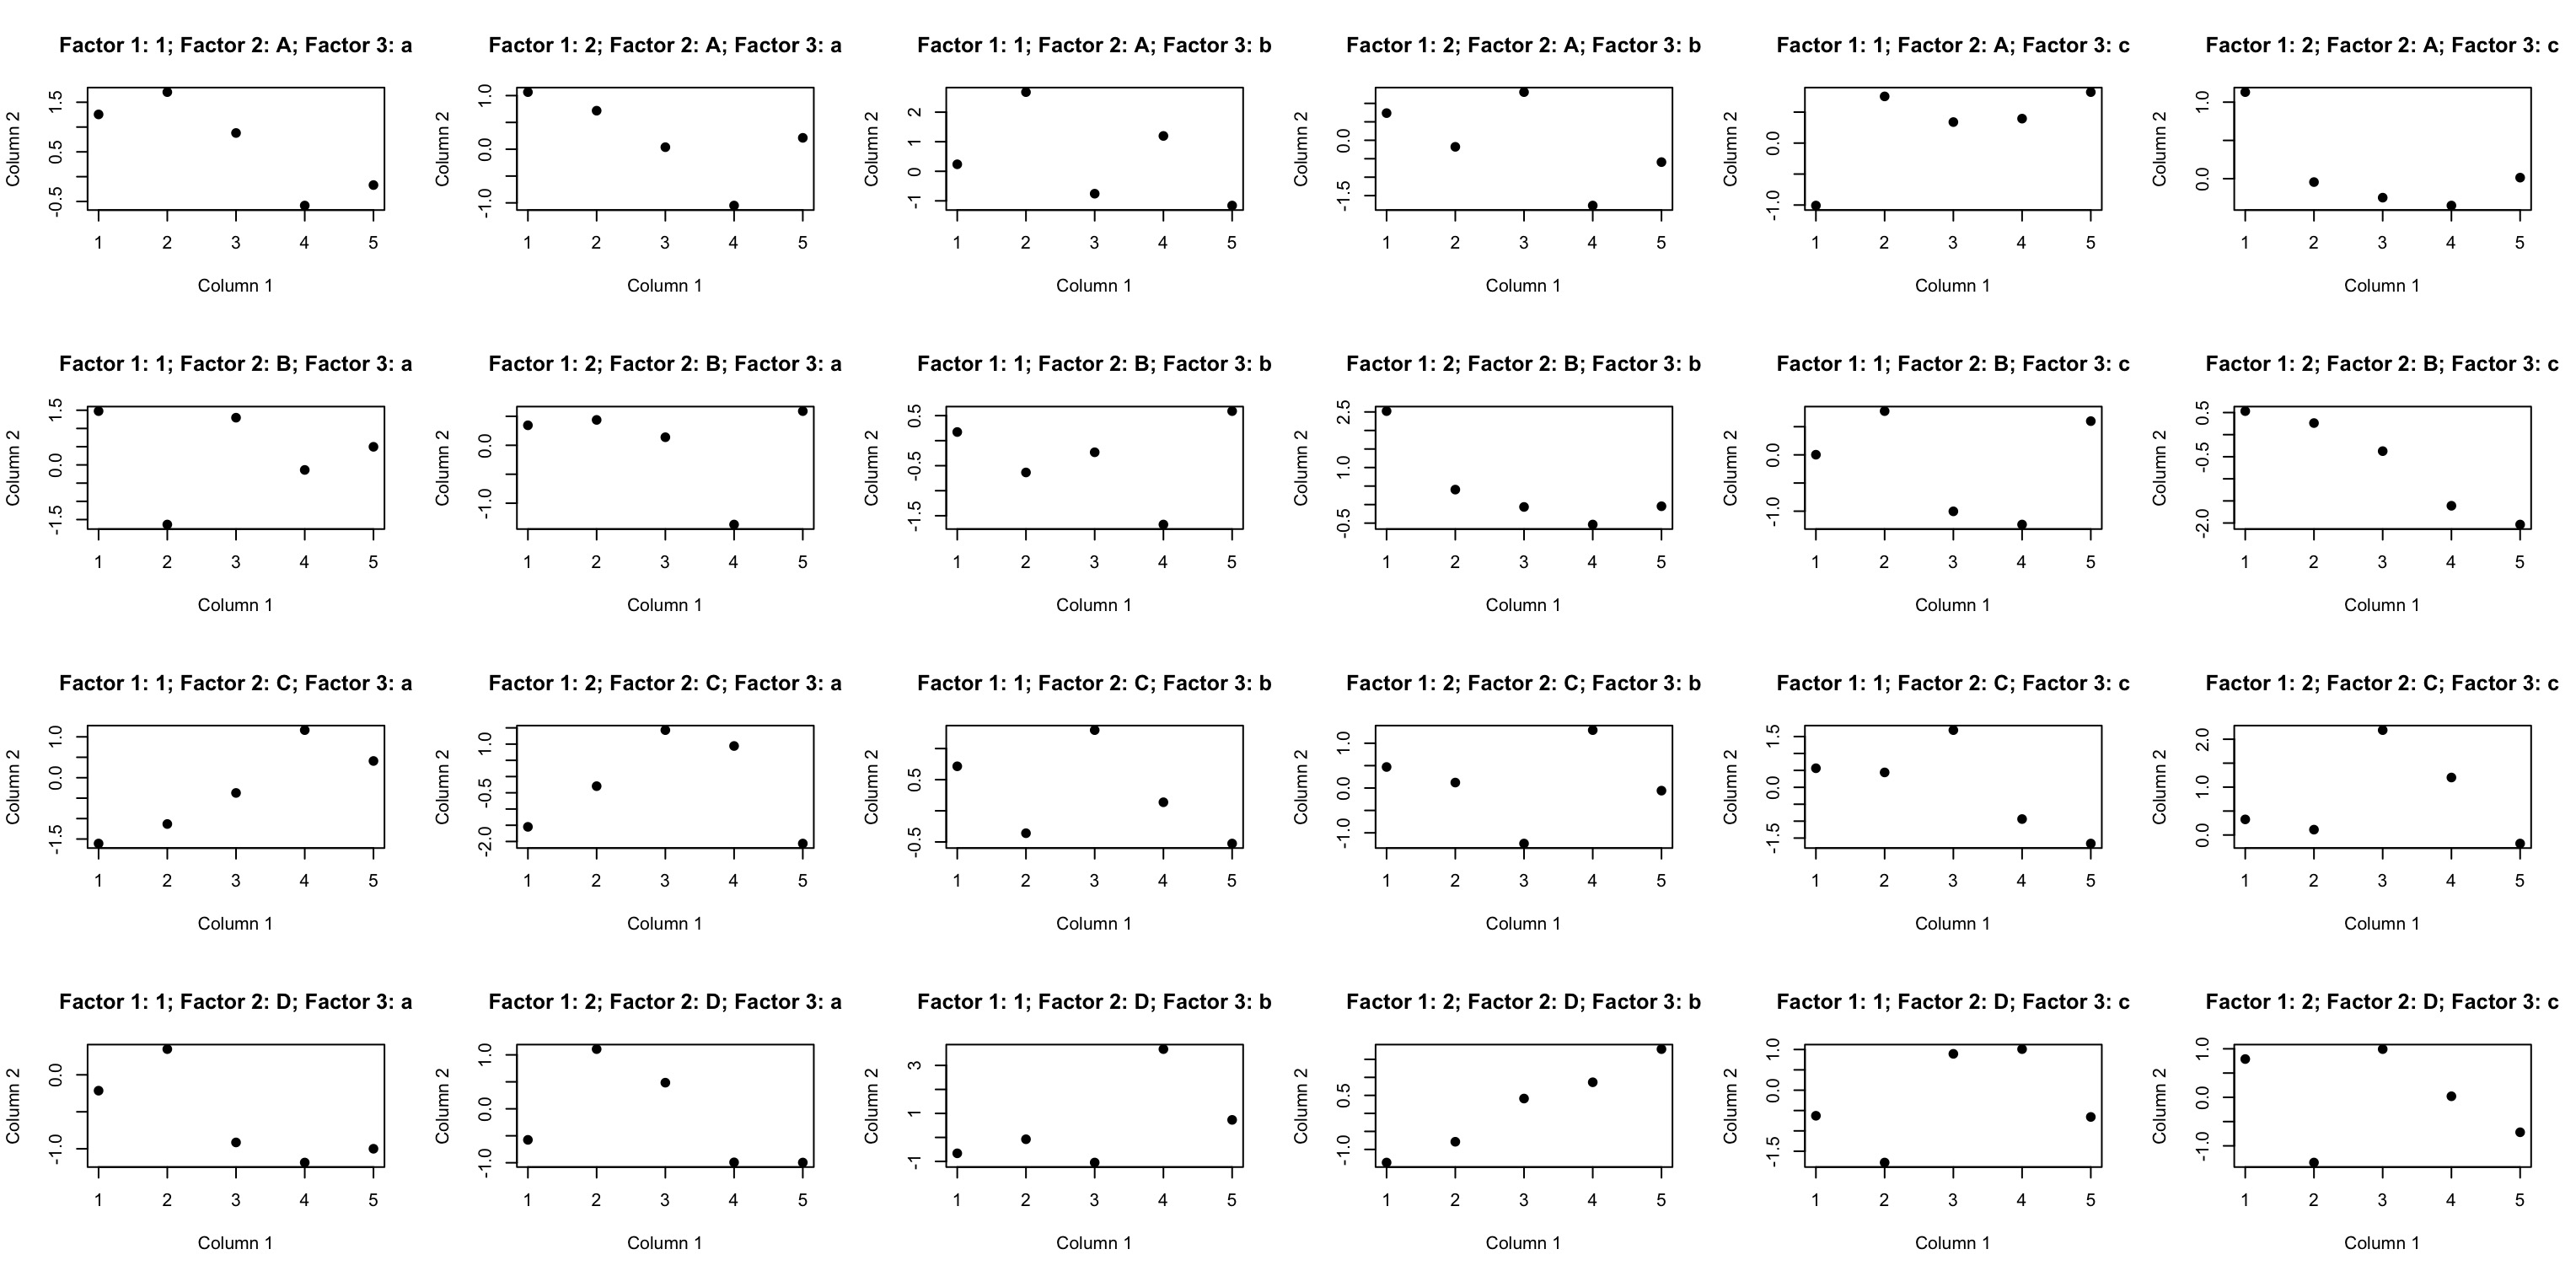 Factor 1: 1; Factor 2: A; Factor 3: a
Column 2
1.5
0.5
-0.5
1 2 3 4 5
Column 1
Factor 1: 2; Factor 2: A; Factor 3: a
Column 2
1.0
0.0
-1.0
1 2 3 4 5
Column 1
Factor 1: 1; Factor 2: A; Factor 3: b
Column 2
2
1
0
-1
1 2 3 4 5
Column 1
Factor 1: 2; Factor 2: A; Factor 3: b
Column 2
0.0
-1.5
1 2 3 4 5
Column 1
Factor 1: 1; Factor 2: A; Factor 3: c
Column 2
0.0
-1.0
1 2 3 4 5
Column 1
Factor 1: 2; Factor 2: A; Factor 3: c
Column 2
1.0
0.0
1 2 3 4 5
Column 1
Factor 1: 1; Factor 2: B; Factor 3: a
Column 2
1.5
0.0
-1.5
1 2 3 4 5
Column 1
Factor 1: 2; Factor 2: B; Factor 3: a
Column 2
0.0
-1.0
1 2 3 4 5
Column 1
Factor 1: 1; Factor 2: B; Factor 3: b
Column 2
0.5
-0.5
-1.5
1 2 3 4 5
Column 1
Factor 1: 2; Factor 2: B; Factor 3: b
Column 2
2.5
1.0
-0.5
1 2 3 4 5
Column 1
Factor 1: 1; Factor 2: B; Factor 3: c
Column 2
0.0
-1.0
1 2 3 4 5
Column 1
Factor 1: 2; Factor 2: B; Factor 3: c
Column 2
0.5
-0.5
-2.0
1 2 3 4 5
Column 1
Factor 1: 1; Factor 2: C; Factor 3: a
Column 2
1.0
0.0
-1.5
1 2 3 4 5
Column 1
Factor 1: 2; Factor 2: C; Factor 3: a
Column 2
1.0
-0.5
-2.0
1 2 3 4 5
Column 1
Factor 1: 1; Factor 2: C; Factor 3: b
Column 2
0.5
-0.5
1 2 3 4 5
Column 1
Factor 1: 2; Factor 2: C; Factor 3: b
Column 2
1.0
0.0
-1.0
1 2 3 4 5
Column 1
Factor 1: 1; Factor 2: C; Factor 3: c
Column 2
1.5
0.0
-1.5
1 2 3 4 5
Column 1
Factor 1: 2; Factor 2: C; Factor 3: c
Column 2
2.0
1.0
0.0
1 2 3 4 5
Column 1
Factor 1: 1; Factor 2: D; Factor 3: a
Column 2
0.0
-1.0
1 2 3 4 5
Column 1
Factor 1: 2; Factor 2: D; Factor 3: a
Column 2
1.0
0.0
-1.0
1 2 3 4 5
Column 1
Factor 1: 1; Factor 2: D; Factor 3: b
Column 2
3
1
-1
1 2 3 4 5
Column 1
Factor 1: 2; Factor 2: D; Factor 3: b
Column 2
0.5
-1.0
1 2 3 4 5
Column 1
Factor 1: 1; Factor 2: D; Factor 3: c
Column 2
1.0
0.0
-1.5
1 2 3 4 5
Column 1
Factor 1: 2; Factor 2: D; Factor 3: c
Column 2
1.0
0.0
-1.0
1 2 3 4 5
Column 1